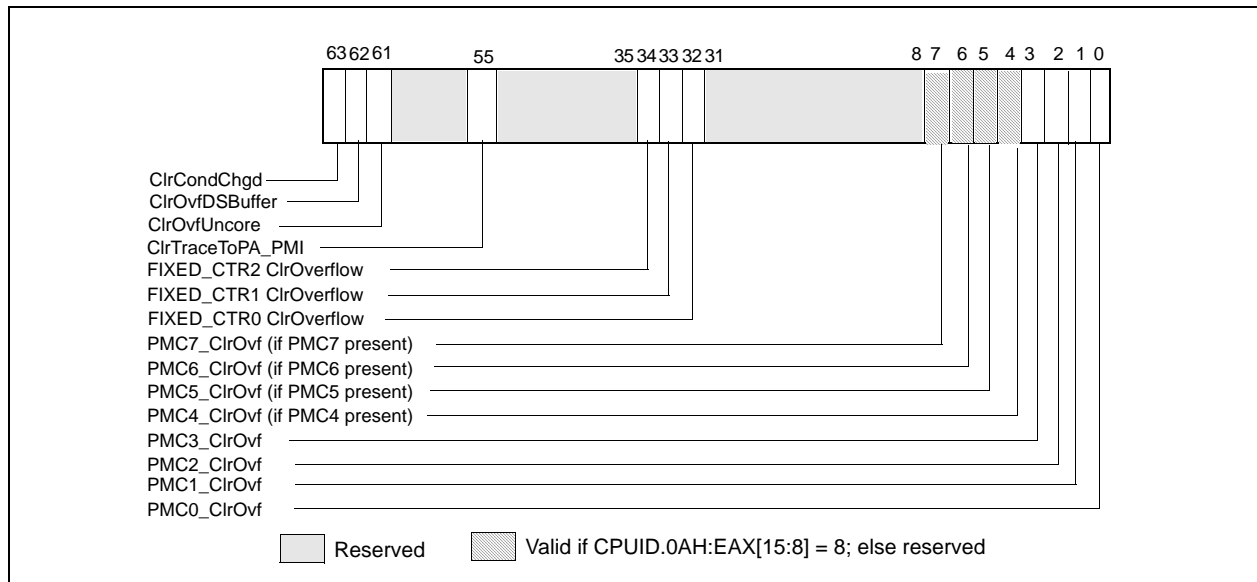 63 62 61 55 35 34 33 32 31 8 7 6 5 4 3 2 1 0
ClrCondChgd
ClrOvfDSBuffer
ClrOvfUncore
ClrTraceToPA_PMI
FIXED_CTR2 ClrOverflow
FIXED_CTR1 ClrOverflow
FIXED_CTR0 ClrOverflow
PMC7_ClrOvf (if PMC7 present)
PMC6_ClrOvf (if PMC6 present)
PMC5_ClrOvf (if PMC5 present)
PMC4_ClrOvf (if PMC4 present)
PMC3_ClrOvf
PMC2_ClrOvf
PMC1_ClrOvf
PMC0_ClrOvf
Reserved Valid if CPUID.0AH:EAX[15:8] = 8; else reserved